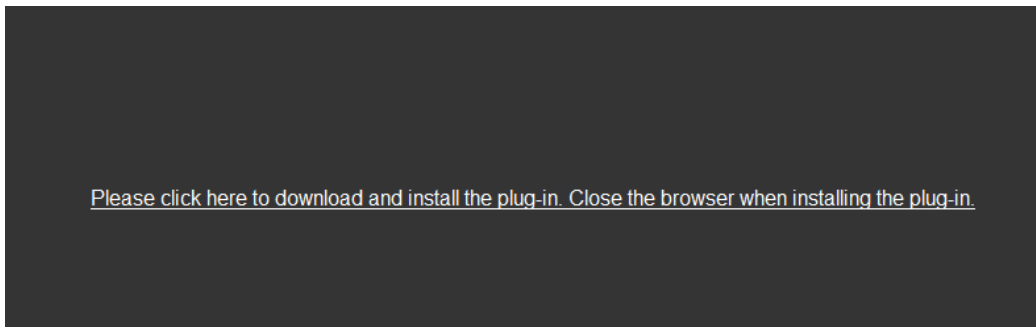 Please click here to download and install the plug-in. Close the browser when installing the plug-in.